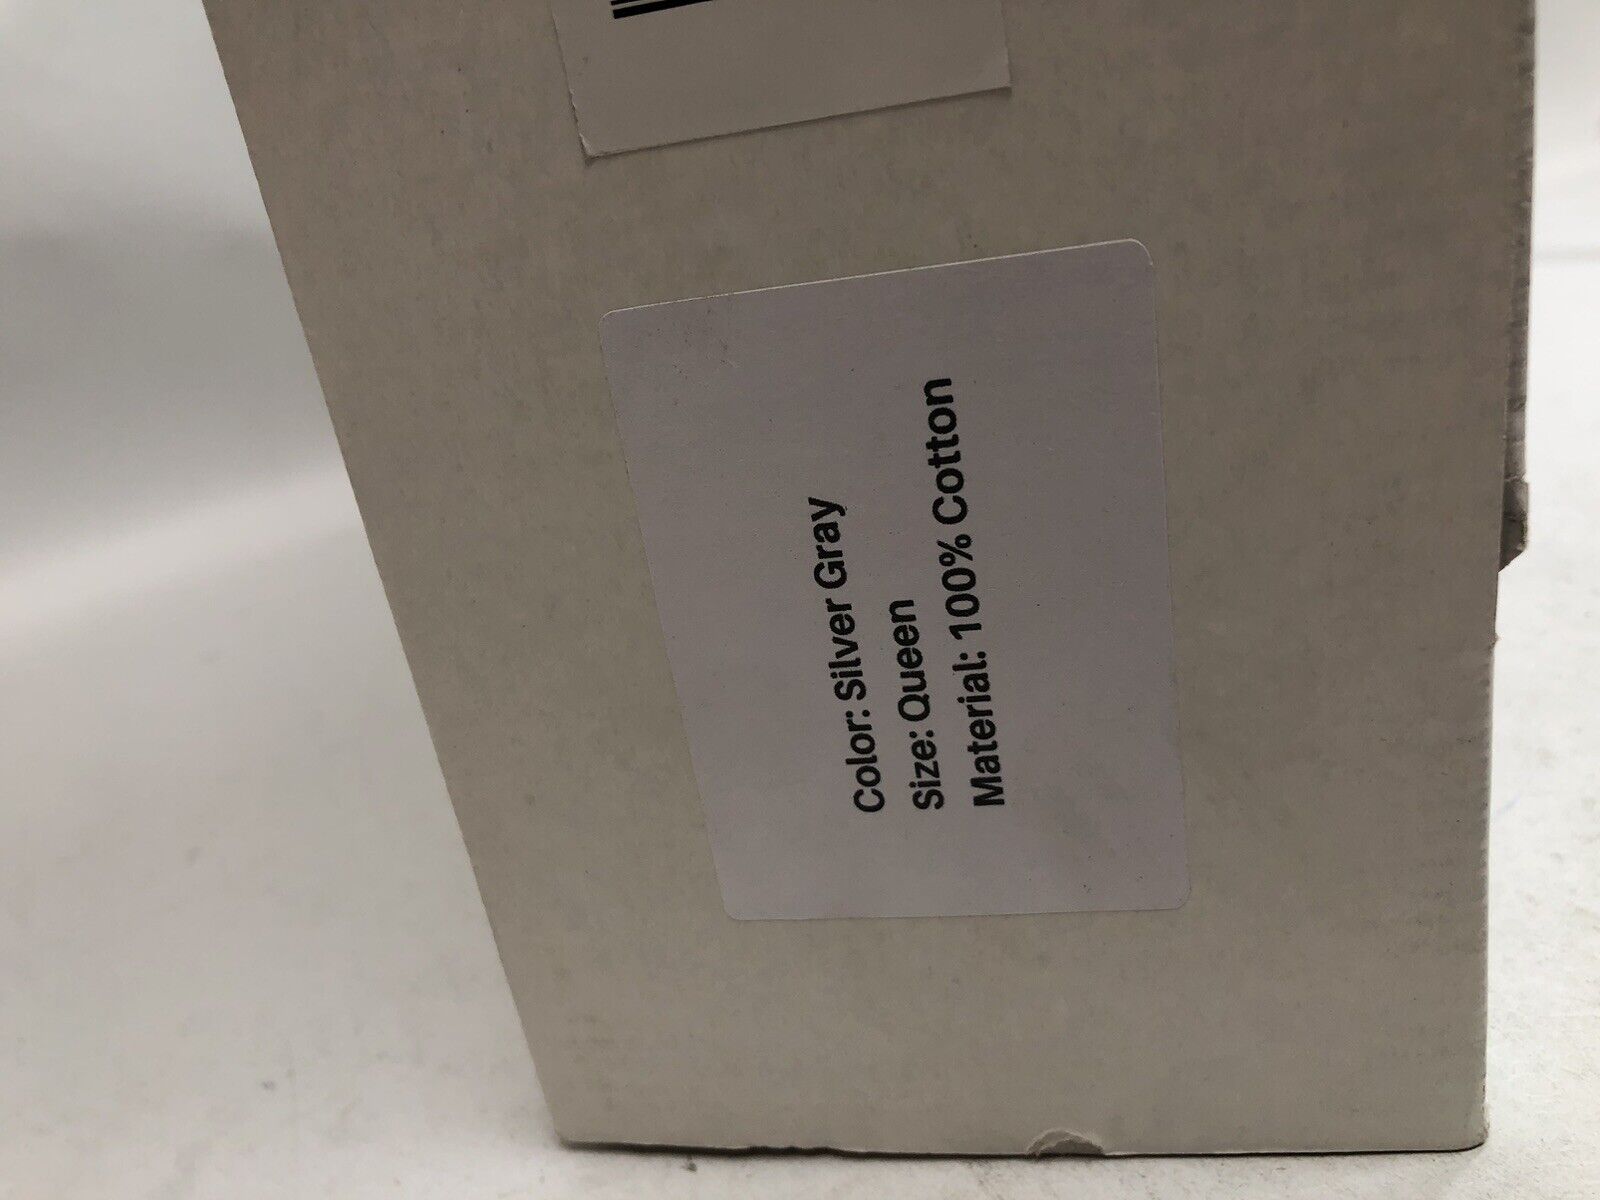 Color: Silver Gray
Size: Queen
Material: 100% Cotton